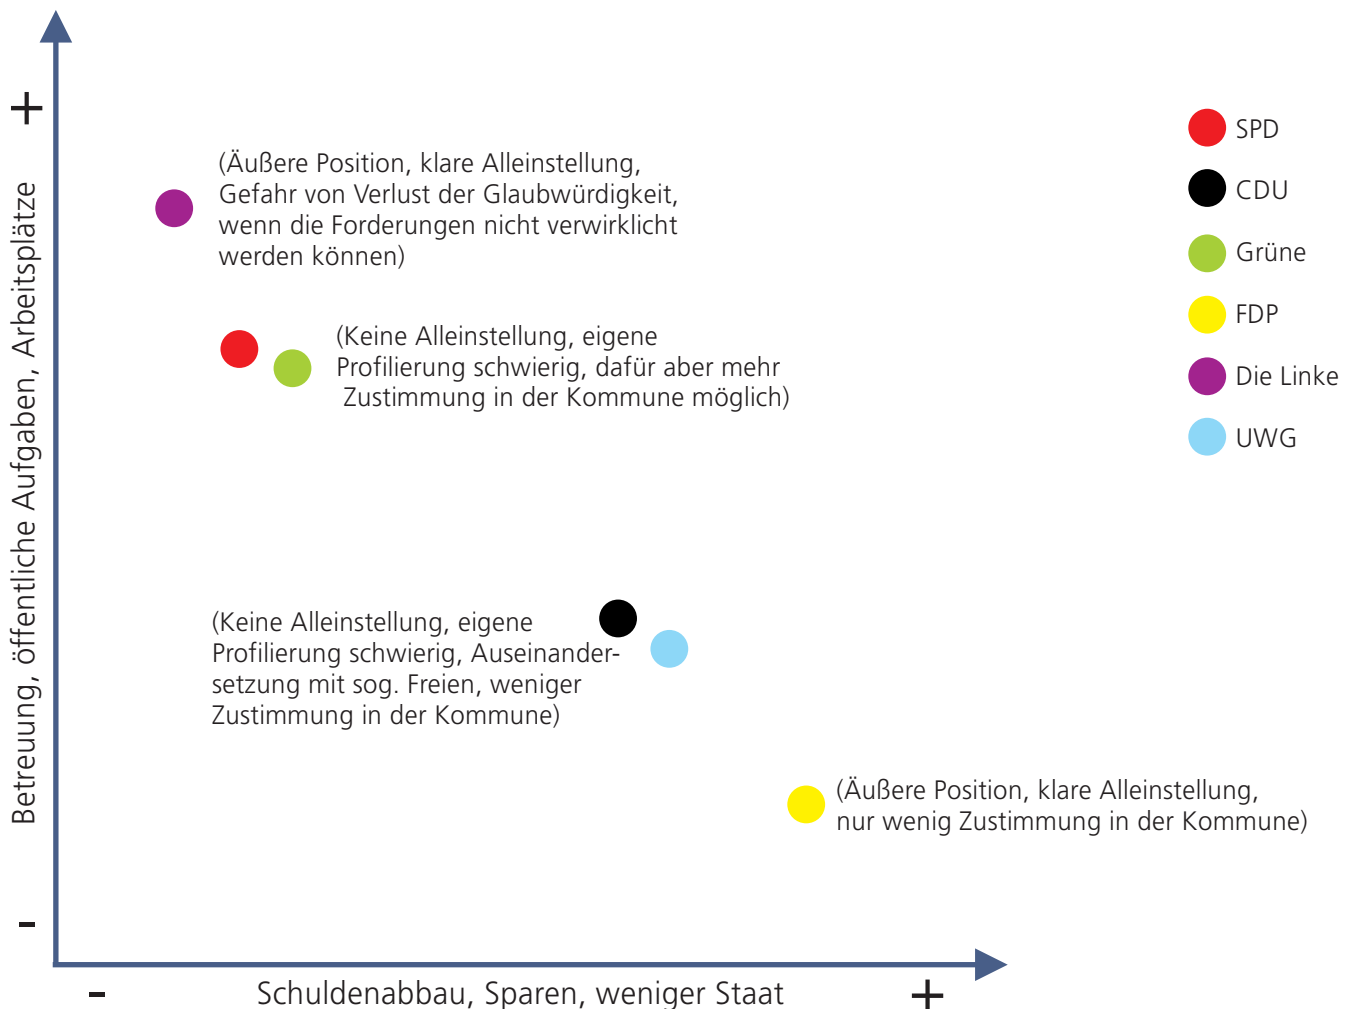 +
Betreuung, öffentliche Aufgaben, Arbeitsplätze
-
(Äußere Position, klare Alleinstellung,
Gefahr von Verlust der Glaubwürdigkeit,
wenn die Forderungen nicht verwirklicht
werden können)
(Keine Alleinstellung, eigene
Profilierung schwierig, dafür aber mehr
Zustimmung in der Kommune möglich)
(Keine Alleinstellung, eigene
Profilierung schwierig, Auseinander-
setzung mit sog. Freien, weniger
Zustimmung in der Kommune)
(Äußere Position, klare Alleinstellung,
nur wenig Zustimmung in der Kommune)
SPD
CDU
Grüne
FDP
Die Linke
UWG
-
Schuldenabbau, Sparen, weniger Staat
+